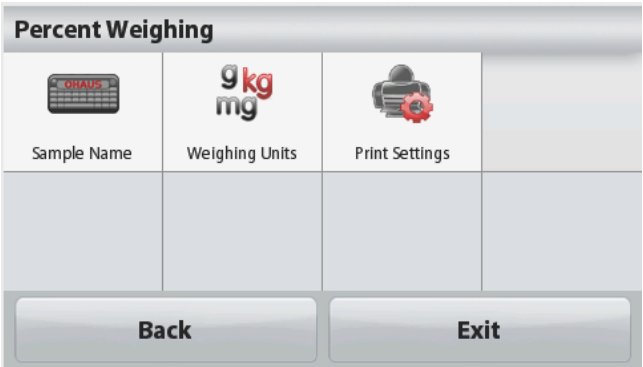 Percent Weighing
OHAUS
g kg
mg
Sample Name Weighing Units Print Settings
Back Exit